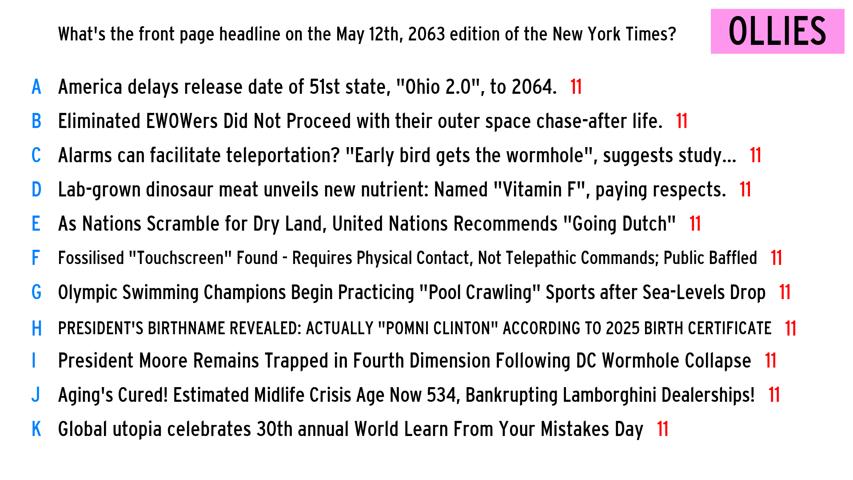 What's the front page headline on the May 12th, 2063 edition of the New York Times?
OLLIES
A America delays release date of 51st state, "Ohio 2.0", to 2064. 11
B Eliminated EWOWers Did Not Proceed with their outer space chase-after life. 11
C Alarms can facilitate teleportation? "Early bird gets the wormhole", suggests study... 11
D Lab-grown dinosaur meat unveils new nutrient: Named "Vitamin F", paying respects. 11
E As Nations Scramble for Dry Land, United Nations Recommends "Going Dutch" 11
F Fossilised "Touchscreen" Found - Requires Physical Contact, Not Telepathic Commands; Public Baffled 11
G Olympic Swimming Champions Begin Practicing "Pool Crawling" Sports after Sea-Levels Drop 11
H PRESIDENT'S BIRTHNAME REVEALED: ACTUALLY "POMNI CLINTON" ACCORDING TO 2025 BIRTH CERTIFICATE 11
I President Moore Remains Trapped in Fourth Dimension Following DC Wormhole Collapse 11
J Aging's Cured! Estimated Midlife Crisis Age Now 534, Bankrupting Lamborghini Dealerships! 11
K Global utopia celebrates 30th annual World Learn From Your Mistakes Day 11